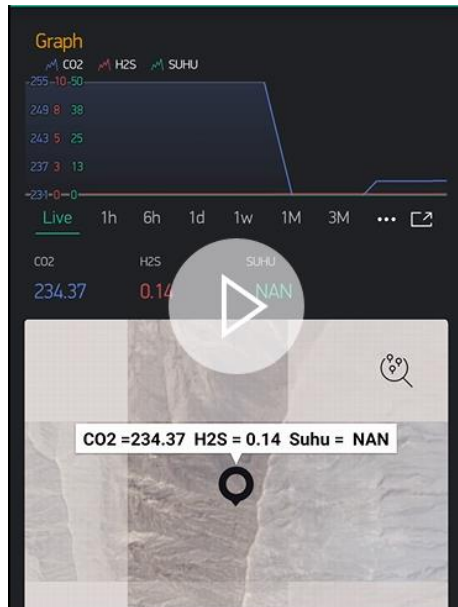 Graph
CO2 H2S SUHU
255 10 50
249 8 38
243 5 25
237 3 13
231 0 0
Live 1h 6h 1d 1w 1M 3M ...
CO2 H2S SUHU
234.37 0.14 NAN
CO2 =234.37 H2S = 0.14 Suhu = NAN